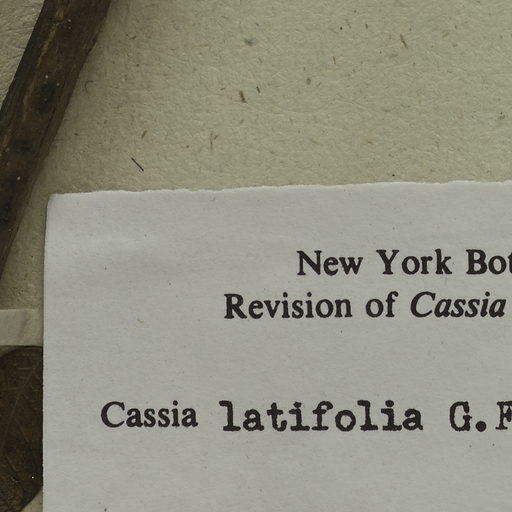 New York Bot
Revision of Cassia
Cassia latifolia G.F